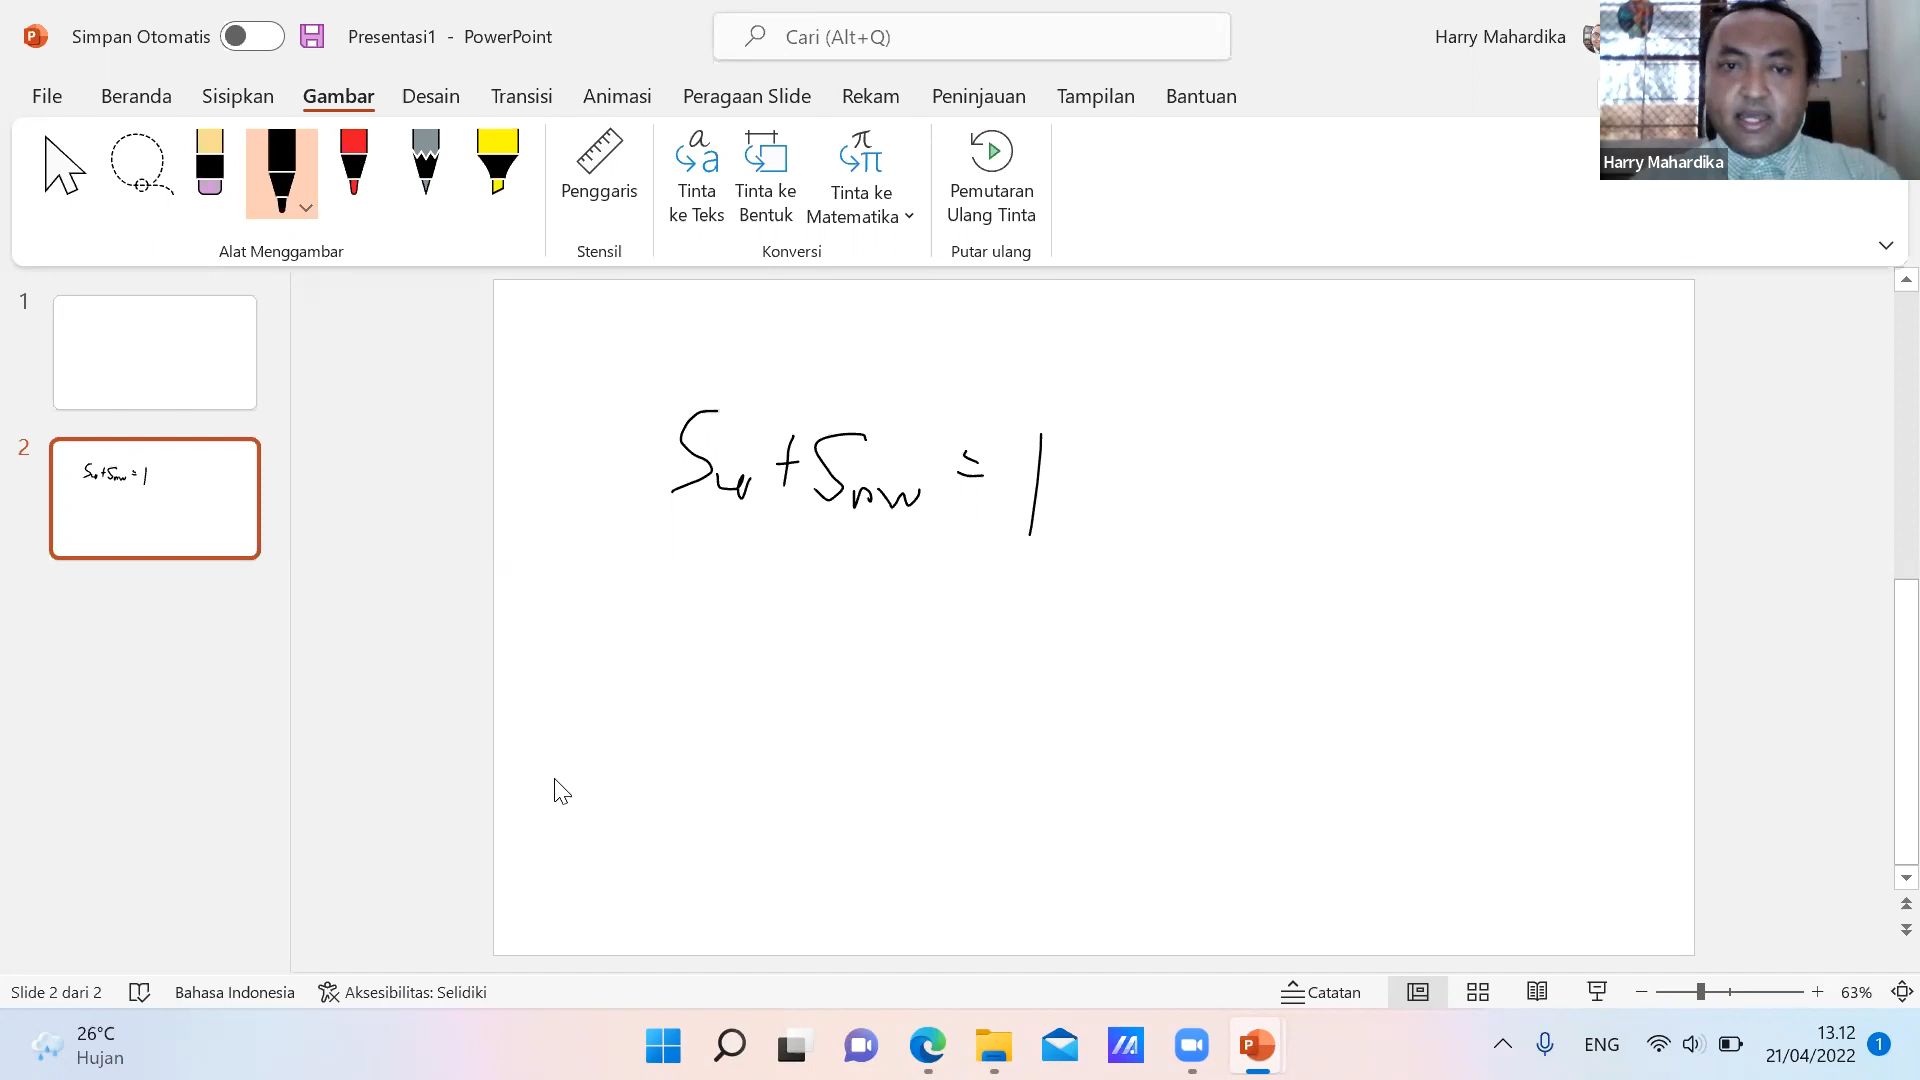 Simpan Otomatis
Presentasi1 - PowerPoint
Cari (Alt+Q)
Harry Mahardika
File Beranda Sisipkan Gambar Desain Transisi Animasi Peragaan Slide Rekam Peninjauan Tampilan Bantuan
Harry Mahardika
Penggaris
a a
Tinta ke Teks
Tinta ke Bentuk
π π
Tinta ke Matematika
Pemutaran Ulang Tinta
Alat Menggambar
Stensil
Konversi
Putar ulang
1
2
Sw + Snw = 1
Sw + Snw = 1
Slide 2 dari 2
Bahasa Indonesia
Aksesibilitas: Selidiki
Catatan
63%
26°C
Hujan
ENG
13.12
21/04/2022
1